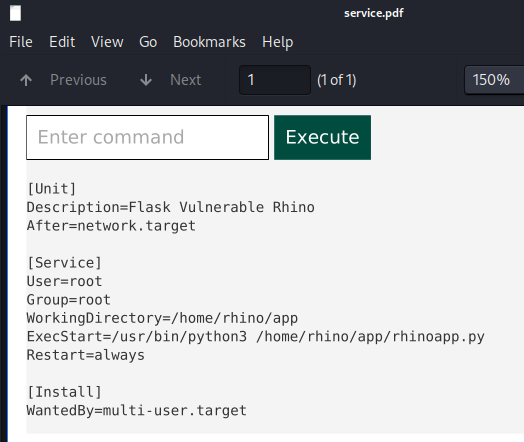 service.pdf
File Edit View Go Bookmarks Help
Previous Next 1 (1 of 1) 150%
Enter command Execute
[Unit]
Description=Flask Vulnerable Rhino
After=network.target
[Service]
User=root
Group=root
WorkingDirectory=/home/rhino/app
ExecStart=/usr/bin/python3 /home/rhino/app/rhinoapp.py
Restart=always
[Install]
WantedBy=multi-user.target